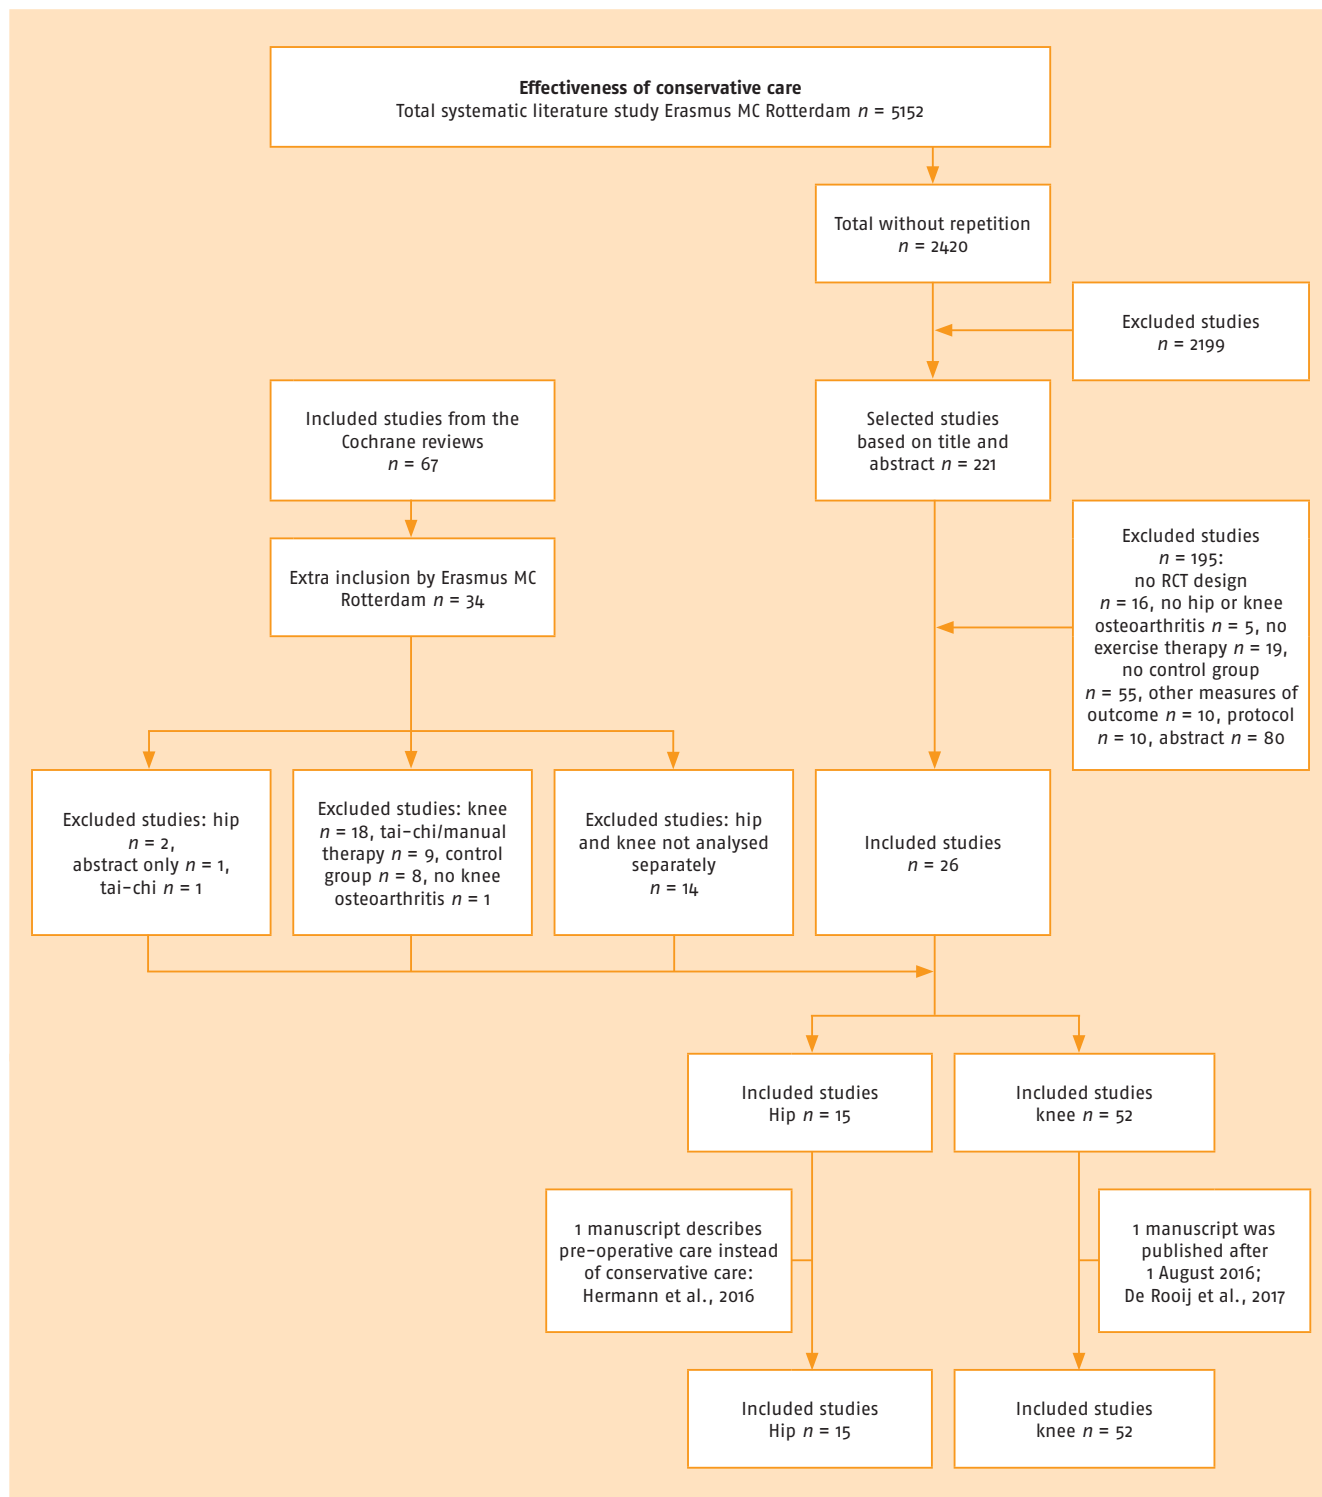 Effectiveness of conservative care
Total systematic literature study Erasmus MC Rotterdam n = 5152
Total without repetition
n = 2420
Excluded studies
n = 2199
Included studies from the
Cochrane reviews
n = 67
Selected studies
based on title and
abstract n = 221
Extra inclusion by Erasmus MC
Rotterdam n = 34
Excluded studies
n = 195:
no RCT design
n = 16, no hip or knee
osteoarthritis n = 5, no
exercise therapy n = 19,
no control group
n = 55, other measures of
outcome n = 10, protocol
n = 10, abstract n = 80
Excluded studies: hip
n = 2,
abstract only n = 1,
tai-chi n = 1
Excluded studies: knee
n = 18, tai-chi/manual
therapy n = 9, control
group n = 8, no knee
osteoarthritis n = 1
Excluded studies: hip
and knee not analysed
separately
n = 14
Included studies
n = 26
Included studies
Hip n = 15
Included studies
knee n = 52
1 manuscript describes
pre-operative care instead
of conservative care:
Hermann et al., 2016
1 manuscript was
published after
1 August 2016;
De Rooij et al., 2017
Included studies
Hip n = 15
Included studies
knee n = 52